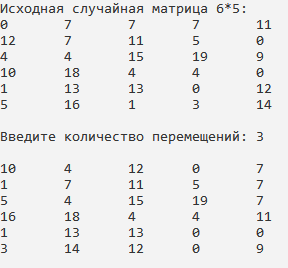 Исходная случайная матрица 6*5:
0 7 7 7 11
12 7 11 5 0
4 4 15 19 9
10 18 4 4 0
1 13 13 0 12
5 16 1 3 14
Введите количество перемещений: 3
10 4 12 0 7
1 7 11 5 7
5 4 15 19 7
16 18 4 4 11
1 13 13 0 0
3 14 12 0 9